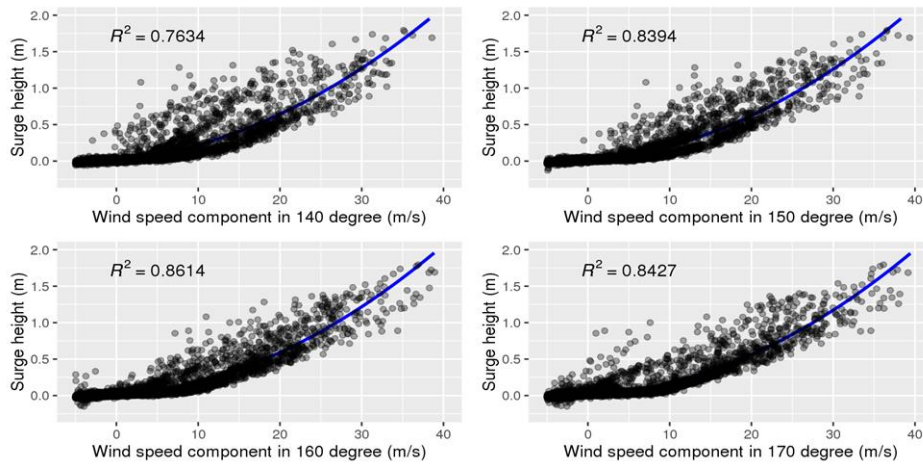 R² = 0.7634
2.0
1.5
1.0
0.5
0.0
Surge height (m)
0 10 20 30 40
Wind speed component in 140 degree (m/s)
R² = 0.8394
2.0
1.5
1.0
0.5
0.0
Surge height (m)
0 10 20 30 40
Wind speed component in 150 degree (m/s)
R² = 0.8614
2.0
1.5
1.0
0.5
0.0
Surge height (m)
0 10 20 30 40
Wind speed component in 160 degree (m/s)
R² = 0.8427
2.0
1.5
1.0
0.5
0.0
Surge height (m)
0 10 20 30 40
Wind speed component in 170 degree (m/s)